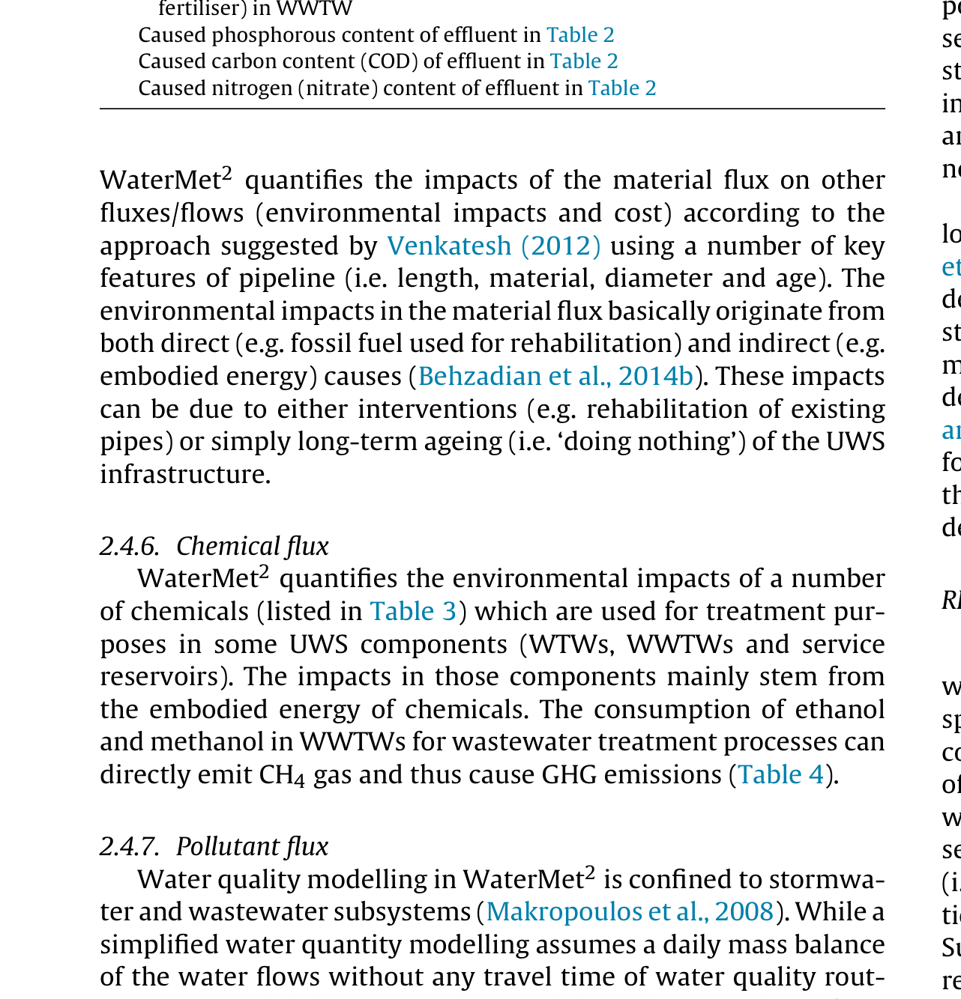 fertiliser) in WWTW
Caused phosphorous content of effluent in Table 2
Caused carbon content (COD) of effluent in Table 2
Caused nitrogen (nitrate) content of effluent in Table 2
WaterMet² quantifies the impacts of the material flux on other
fluxes/flows (environmental impacts and cost) according to the
approach suggested by Venkatesh (2012) using a number of key
features of pipeline (i.e. length, material, diameter and age). The
environmental impacts in the material flux basically originate from
both direct (e.g. fossil fuel used for rehabilitation) and indirect (e.g.
embodied energy) causes (Behzadian et al., 2014b). These impacts
can be due to either interventions (e.g. rehabilitation of existing
pipes) or simply long-term ageing (i.e. ‘doing nothing’) of the UWS
infrastructure.
2.4.6. Chemical flux
WaterMet² quantifies the environmental impacts of a number
of chemicals (listed in Table 3) which are used for treatment pur-
poses in some UWS components (WTWs, WWTWs and service
reservoirs). The impacts in those components mainly stem from
the embodied energy of chemicals. The consumption of ethanol
and methanol in WWTWs for wastewater treatment processes can
directly emit CH₄ gas and thus cause GHG emissions (Table 4).
2.4.7. Pollutant flux
Water quality modelling in WaterMet² is confined to stormwa-
ter and wastewater subsystems (Makropoulos et al., 2008). While a
simplified water quantity modelling assumes a daily mass balance
of the water flows without any travel time of water quality rout-